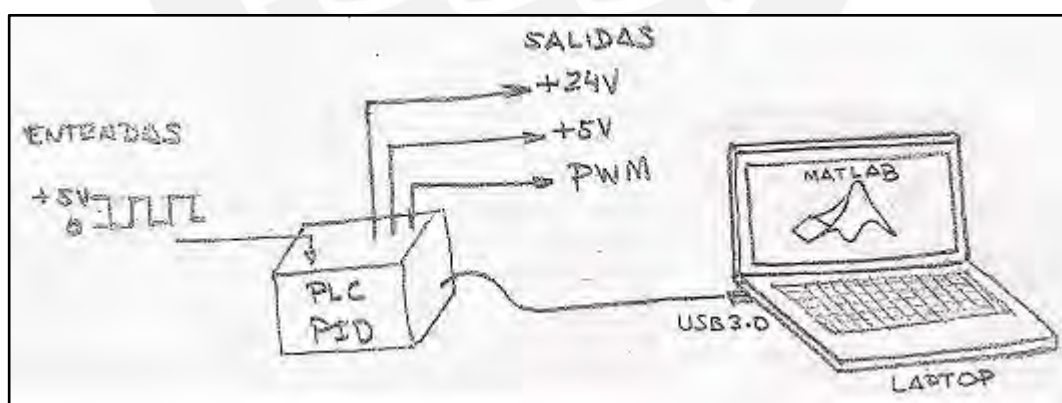 SALIDAS
+24V
+5V
PWM
ENTRADAS
+5V
0
PLC
PID
MATLAB
USB3.0
LAPTOP